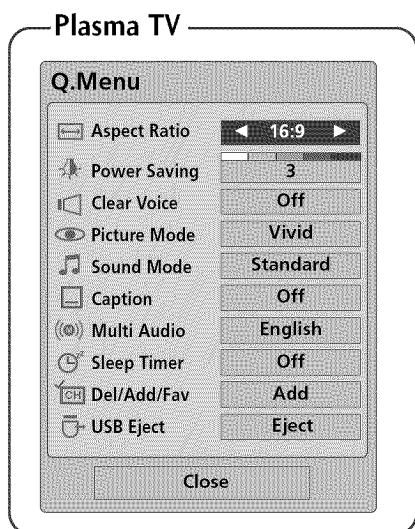 Plasma TV
Q.Menu
Aspect Ratio ◀ 16:9 ▶
Power Saving 3
Clear Voice Off
Picture Mode Vivid
Sound Mode Standard
Caption Off
Multi Audio English
Sleep Timer Off
CH Del/Add/Fav Add
USB Eject Eject
Close